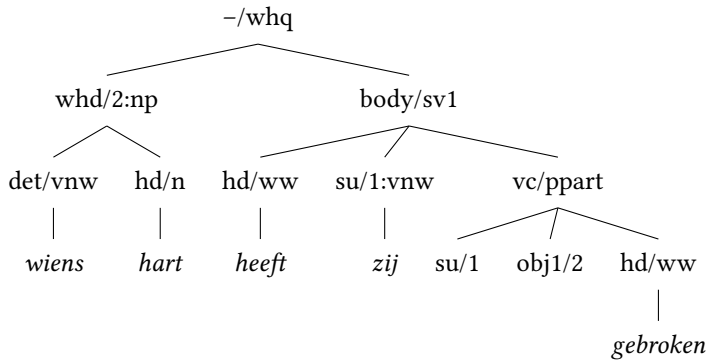 –/whq
whd/2:np body/sv1
det/vnw hd/n hd/ww su/1:vnw vc/ppart
wiens hart heeft zij su/1 obj1/2 hd/ww
gebroken